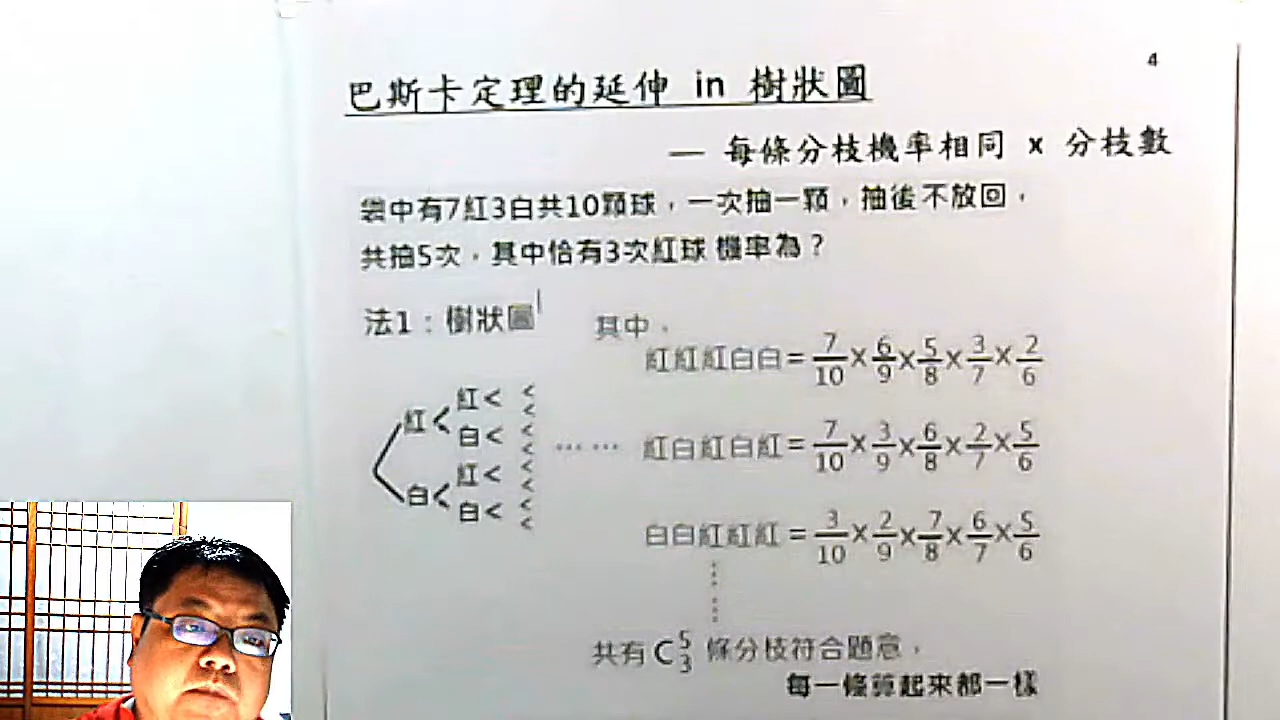 4
巴斯卡定理的延伸 in 樹狀圖
— 每條分枝機率相同 x 分枝數
袋中有7紅3白共10顆球，一次抽一顆，抽後不放回，
共抽5次，其中恰有3次紅球 機率為？
法1：樹狀圖
其中，
紅紅紅白白 = 7/10 × 6/9 × 5/8 × 3/7 × 2/6
紅 < 紅 < <
白 < <
白 < 紅 < <
白 < <
…… 紅白紅白紅 = 7/10 × 3/9 × 6/8 × 2/7 × 5/6
白白紅紅紅 = 3/10 × 2/9 × 7/8 × 6/7 × 5/6
……
共有 C 5 3 條分枝符合題意，
每一條算起來都一樣